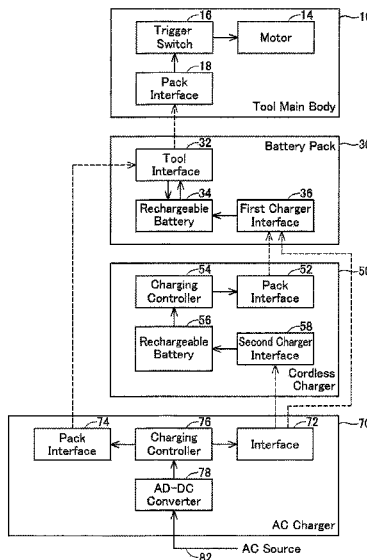 16
14
10
Trigger
Switch
Motor
18
Pack
Interface
Tool Main Body
32
Battery Pack
30
Tool
Interface
34
36
Rechargeable
Battery
First Charger
Interface
54
52
50
Charging
Controller
Pack
Interface
56
58
Rechargeable
Battery
Second Charger
Interface
Cordless
Charger
74
76
72
70
Pack
Interface
Charging
Controller
Interface
78
AD-DC
Converter
AC Charger
AC Source
82